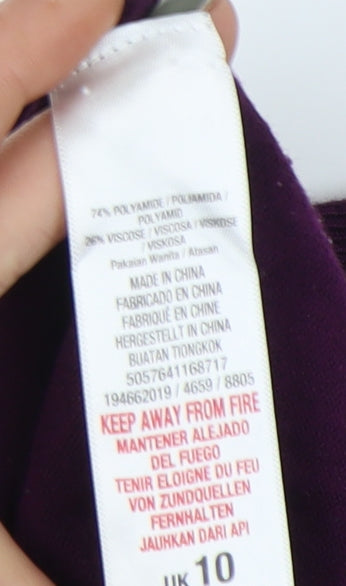 74% POLYAMIDE / POLIAMIDA /
POLYAMID
26% VISCOSE / VISCOSA / VISKOSE
/ VISKOSA
Pakaian Wanita / Atasan
MADE IN CHINA
FABRICADO EN CHINA
FABRIQUÉ EN CHINE
HERGESTELLT IN CHINA
BUATAN TIONGKOK
5057641168717
194662019 / 4659 / 8805
KEEP AWAY FROM FIRE
MANTENER ALEJADO
DEL FUEGO
TENIR ELOIGNE DU FEU
VON ZUNDQUELLEN
FERNHALTEN
JAUHKAN DARI API
UK 10